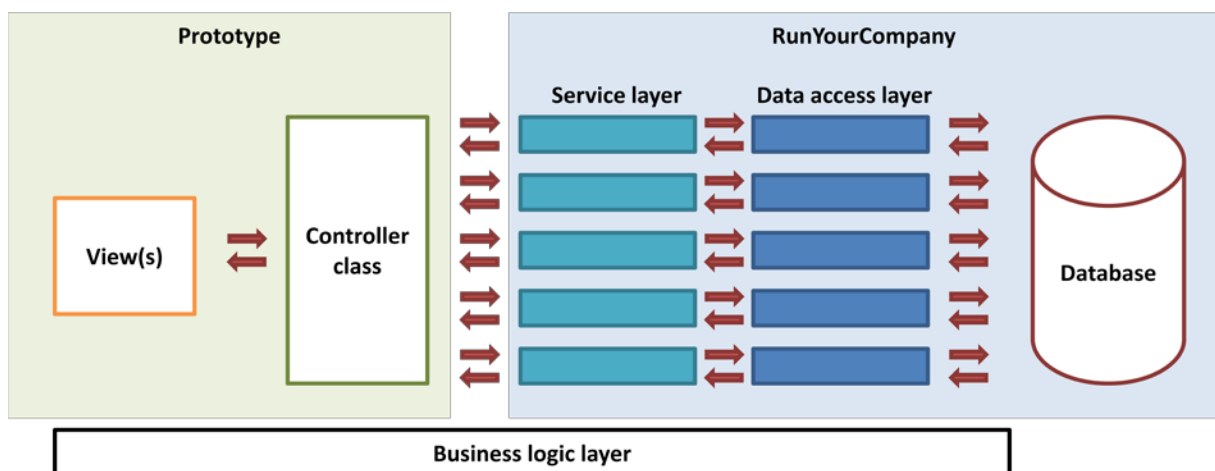 Prototype
RunYourCompany
Service layer
Data access layer
View(s)
Controller
class
Database
Business logic layer